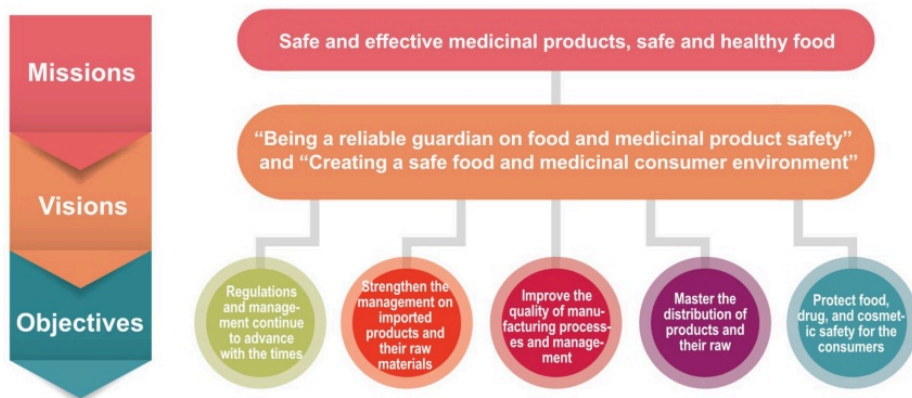 Missions
Safe and effective medicinal products, safe and healthy food
Visions
“Being a reliable guardian on food and medicinal product safety”
and “Creating a safe food and medicinal consumer environment”
Objectives
Regulations
and manage-
ment continue
to advance
with the times
Strengthen the
management on
imported
products and
their raw
materials
Improve the
quality of manu-
facturing process-
es and manage-
ment
Master the
distribution of
products and
their raw
Protect food,
drug, and cosmet-
ic safety for the
consumers